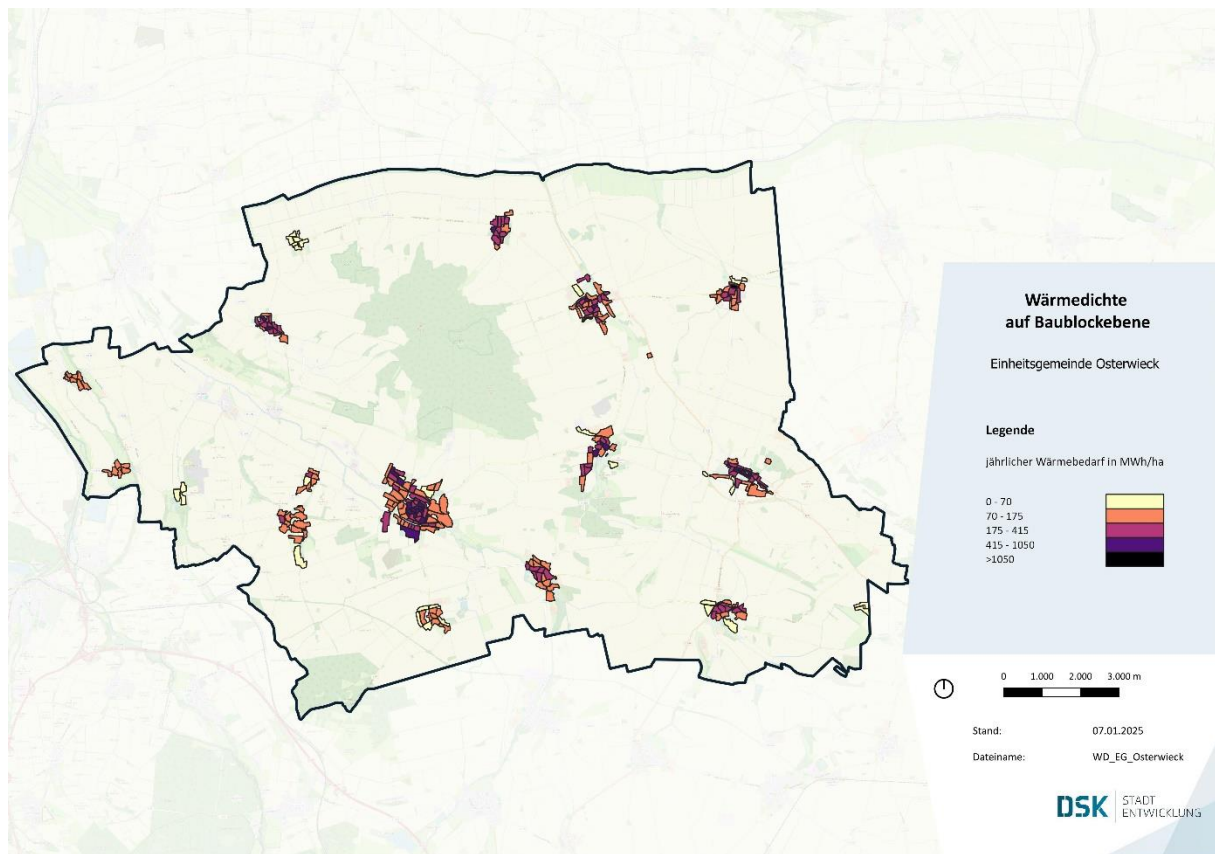 Wärmedichte
auf Baublockebene
Einheitsgemeinde Osterwieck
Legende
jährlicher Wärmebedarf in MWh/ha
0 - 70
70 - 175
175 - 415
415 - 1050
>1050
0 1.000 2.000 3.000 m
Stand: 07.01.2025
Dateiname: WD_EG_Osterwieck
DSK STADT
ENTWICKLUNG